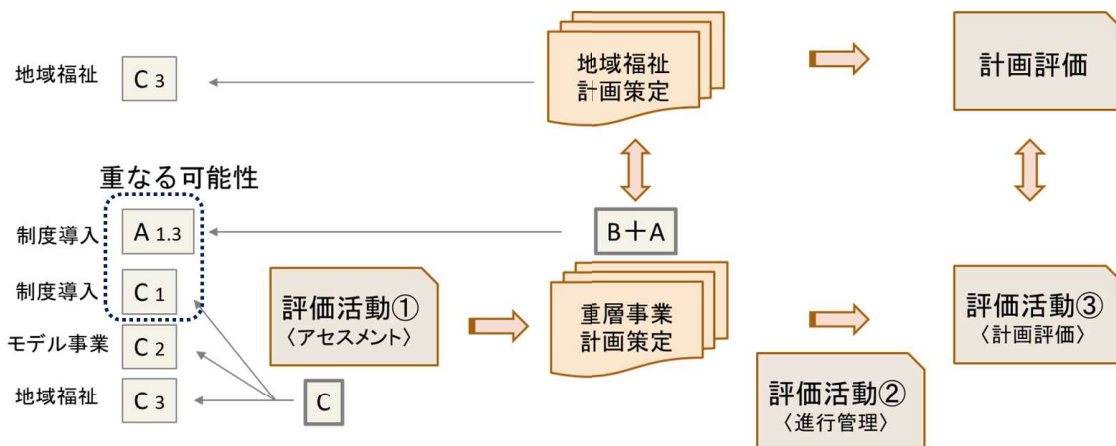 地域福祉
C 3
地域福祉
計画策定
計画評価
重なる可能性
制度導入
A 1.3
B＋A
制度導入
C 1
評価活動①
〈アセスメント〉
重層事業
計画策定
評価活動③
〈計画評価〉
モデル事業
C 2
地域福祉
C 3
C
評価活動②
〈進行管理〉